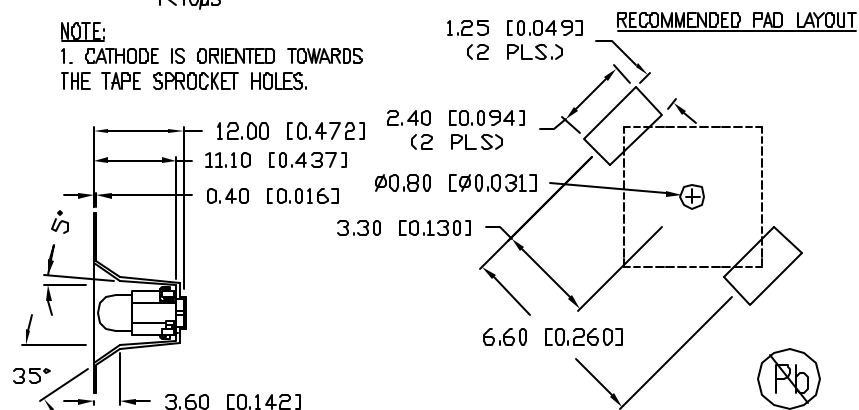 NOTE:
1. CATHODE IS ORIENTED TOWARDS
THE TAPE SPROCKET HOLES.
RECOMMENDED PAD LAYOUT
1.25 [0.049]
(2 PLS.)
2.40 [0.094]
(2 PLS)
Ø0.80 [Ø0.031]
3.30 [0.130]
6.60 [0.260]
12.00 [0.472]
11.10 [0.437]
0.40 [0.016]
5°
35°
3.60 [0.142]
Pb